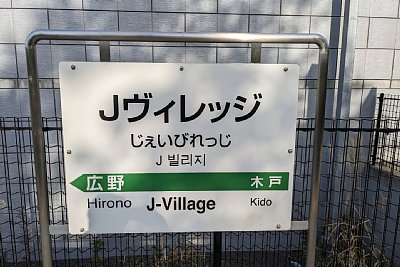 Jヴィレッジ
じぇいびれっじ
J 빌리지
広野 木戸
Hirono J-Village Kido